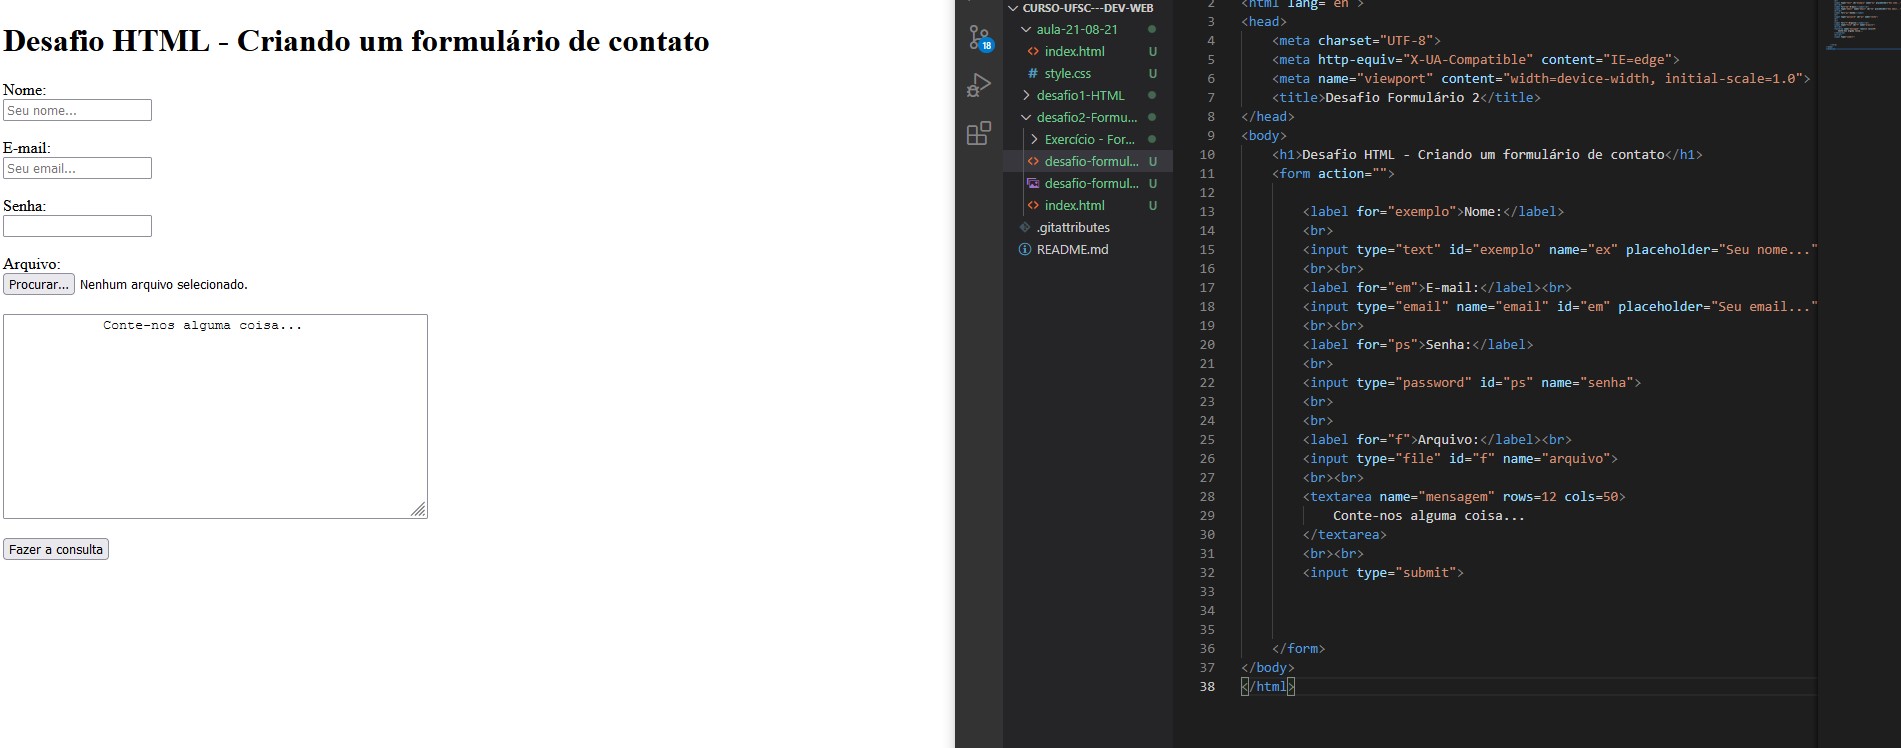 Desafio HTML - Criando um formulário de contato
Nome:
Seu nome...
E-mail:
Seu email...
Senha:
Arquivo:
Procurar... Nenhum arquivo selecionado.
Conte-nos alguma coisa...
Fazer a consulta
18
CURSO-UFSC---DEV-WEB
aula-21-08-21
index.html U
style.css U
desafio1-HTML
desafio2-Formu...
Exercício - For...
desafio-formul... U
desafio-formul... U
index.html U
.gitattributes
README.md
2 <html lang="en">
3 <head>
4 <meta charset="UTF-8">
5 <meta http-equiv="X-UA-Compatible" content="IE=edge">
6 <meta name="viewport" content="width=device-width, initial-scale=1.0">
7 <title>Desafio Formulário 2</title>
8 </head>
9 <body>
10 <h1>Desafio HTML - Criando um formulário de contato</h1>
11 <form action="">
12
13 <label for="exemplo">Nome:</label>
14 <br>
15 <input type="text" id="exemplo" name="ex" placeholder="Seu nome..."
16 <br><br>
17 <label for="em">E-mail:</label><br>
18 <input type="email" name="email" id="em" placeholder="Seu email..."
19 <br><br>
20 <label for="ps">Senha:</label>
21 <br>
22 <input type="password" id="ps" name="senha">
23 <br>
24 <br>
25 <label for="f">Arquivo:</label><br>
26 <input type="file" id="f" name="arquivo">
27 <br><br>
28 <textarea name="mensagem" rows=12 cols=50>
29 Conte-nos alguma coisa...
30 </textarea>
31 <br><br>
32 <input type="submit">
33
34
35
36 </form>
37 </body>
38 </html>